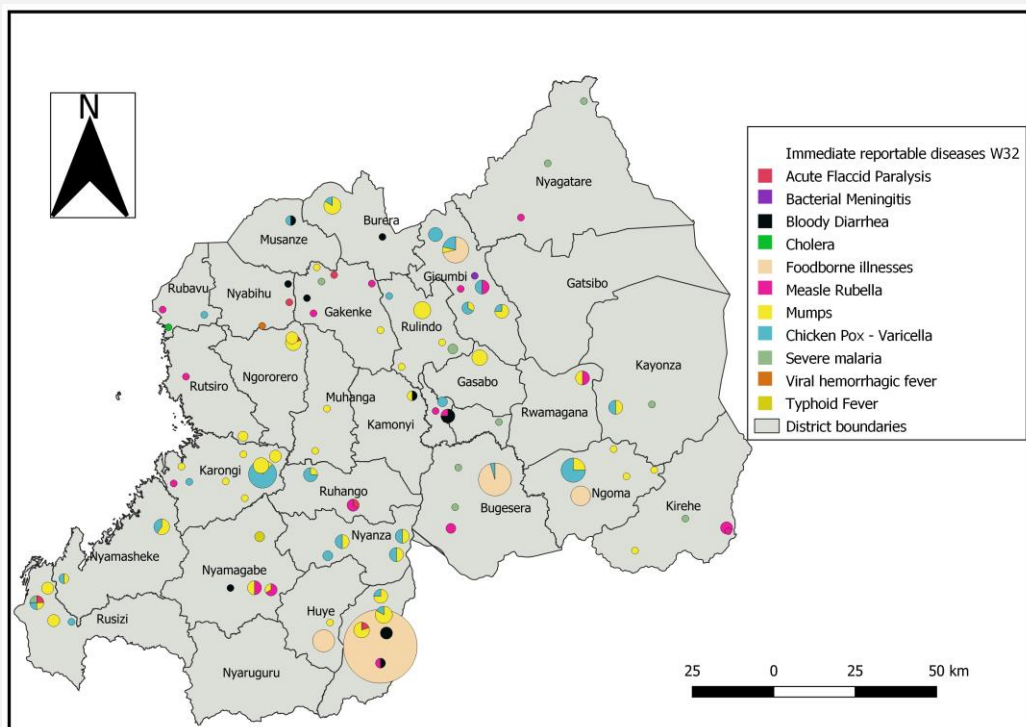 N
Immediate reportable diseases W32
Acute Flaccid Paralysis
Bacterial Meningitis
Bloody Diarrhea
Cholera
Foodborne illnesses
Measle Rubella
Mumps
Chicken Pox - Varicella
Severe malaria
Viral hemorrhagic fever
Typhoid Fever
District boundaries
Nyagatare
Burera
Musanze
Gicumbi
Gatsibo
Rubavu
Nyabihu
Gakenke
Rulindo
Kayonza
Gasabo
Rutsiro
Ngororero
Muhanga
Kamonyi
Rwamagana
Karongi
Ruhango
Bugesera
Ngoma
Kirehe
Nyanza
Nyamasheke
Nyamagabe
Huye
Rusizi
Nyaruguru
25 0 25 50 km